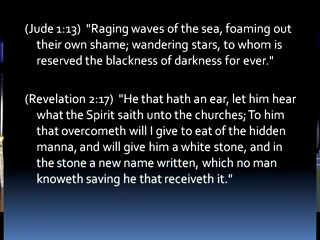 (Jude 1:13)  "Raging waves of the sea, foaming out
their own shame; wandering stars, to whom is
reserved the blackness of darkness for ever."
(Revelation 2:17)  "He that hath an ear, let him hear
what the Spirit saith unto the churches; To him
that overcometh will I give to eat of the hidden
manna, and will give him a white stone, and in
the stone a new name written, which no man
knoweth saving he that receiveth it."